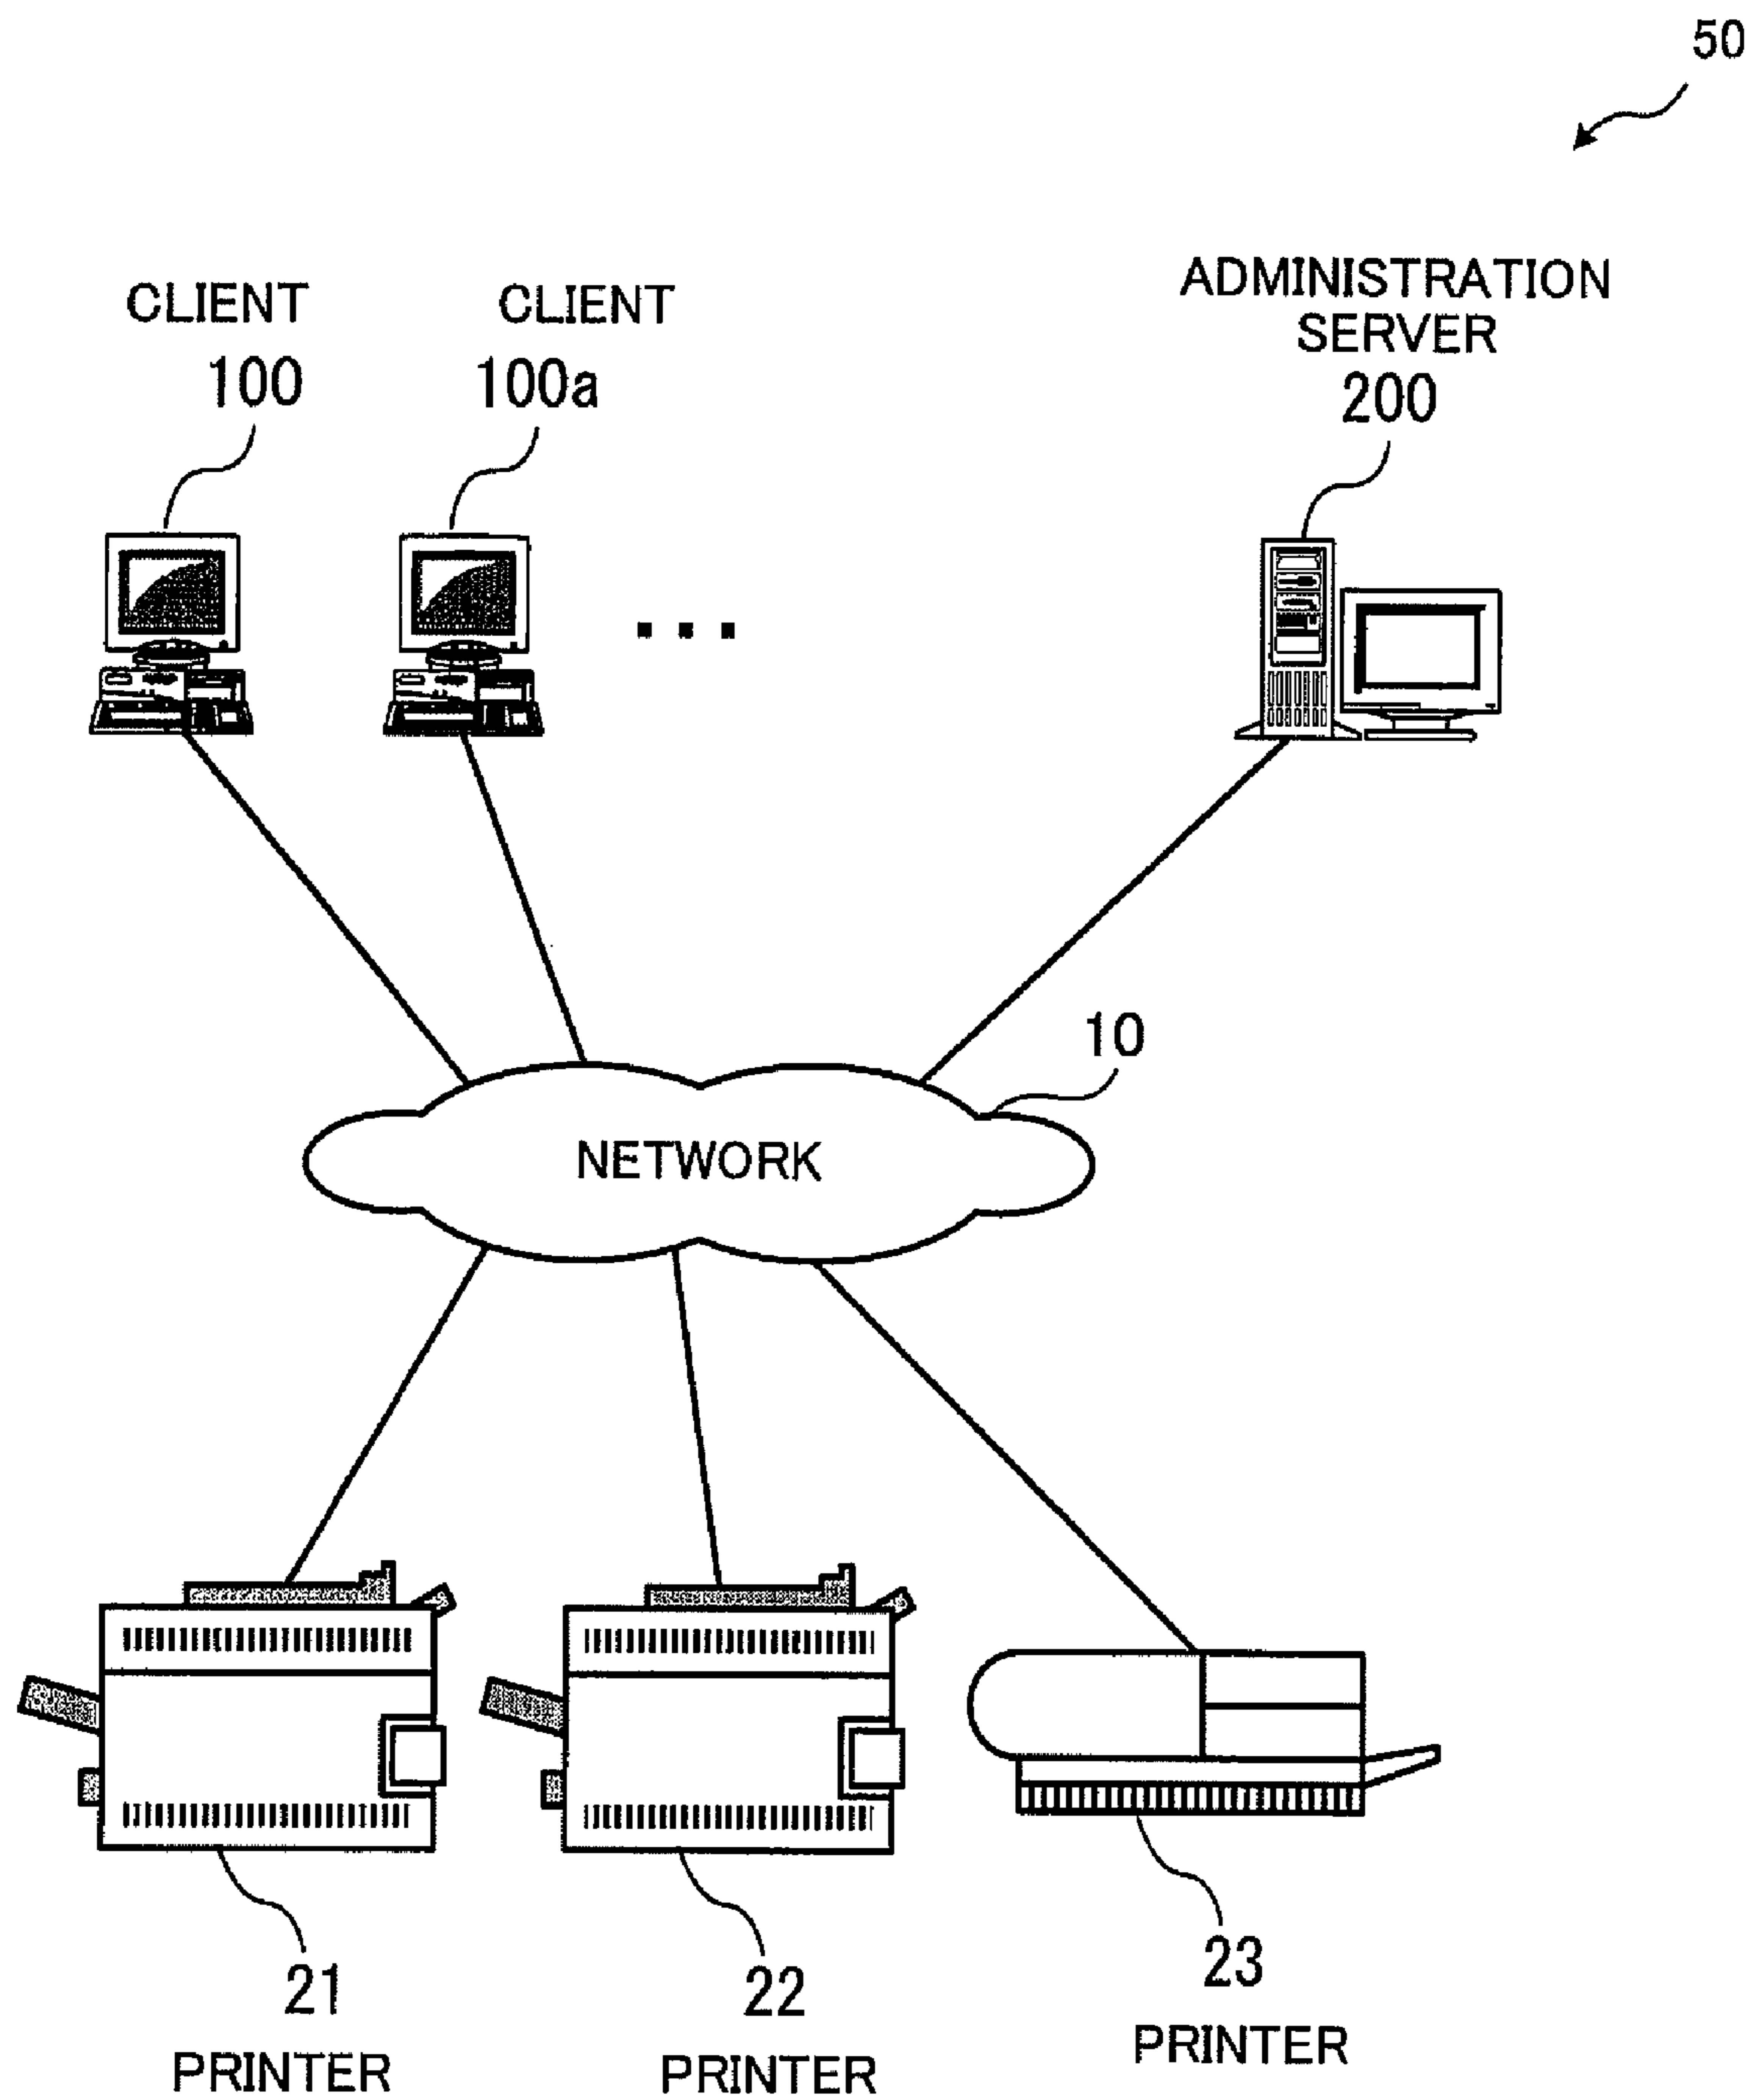 50
CLIENT
100
CLIENT
100a
ADMINISTRATION
SERVER
200
10
NETWORK
21
PRINTER
22
PRINTER
23
PRINTER